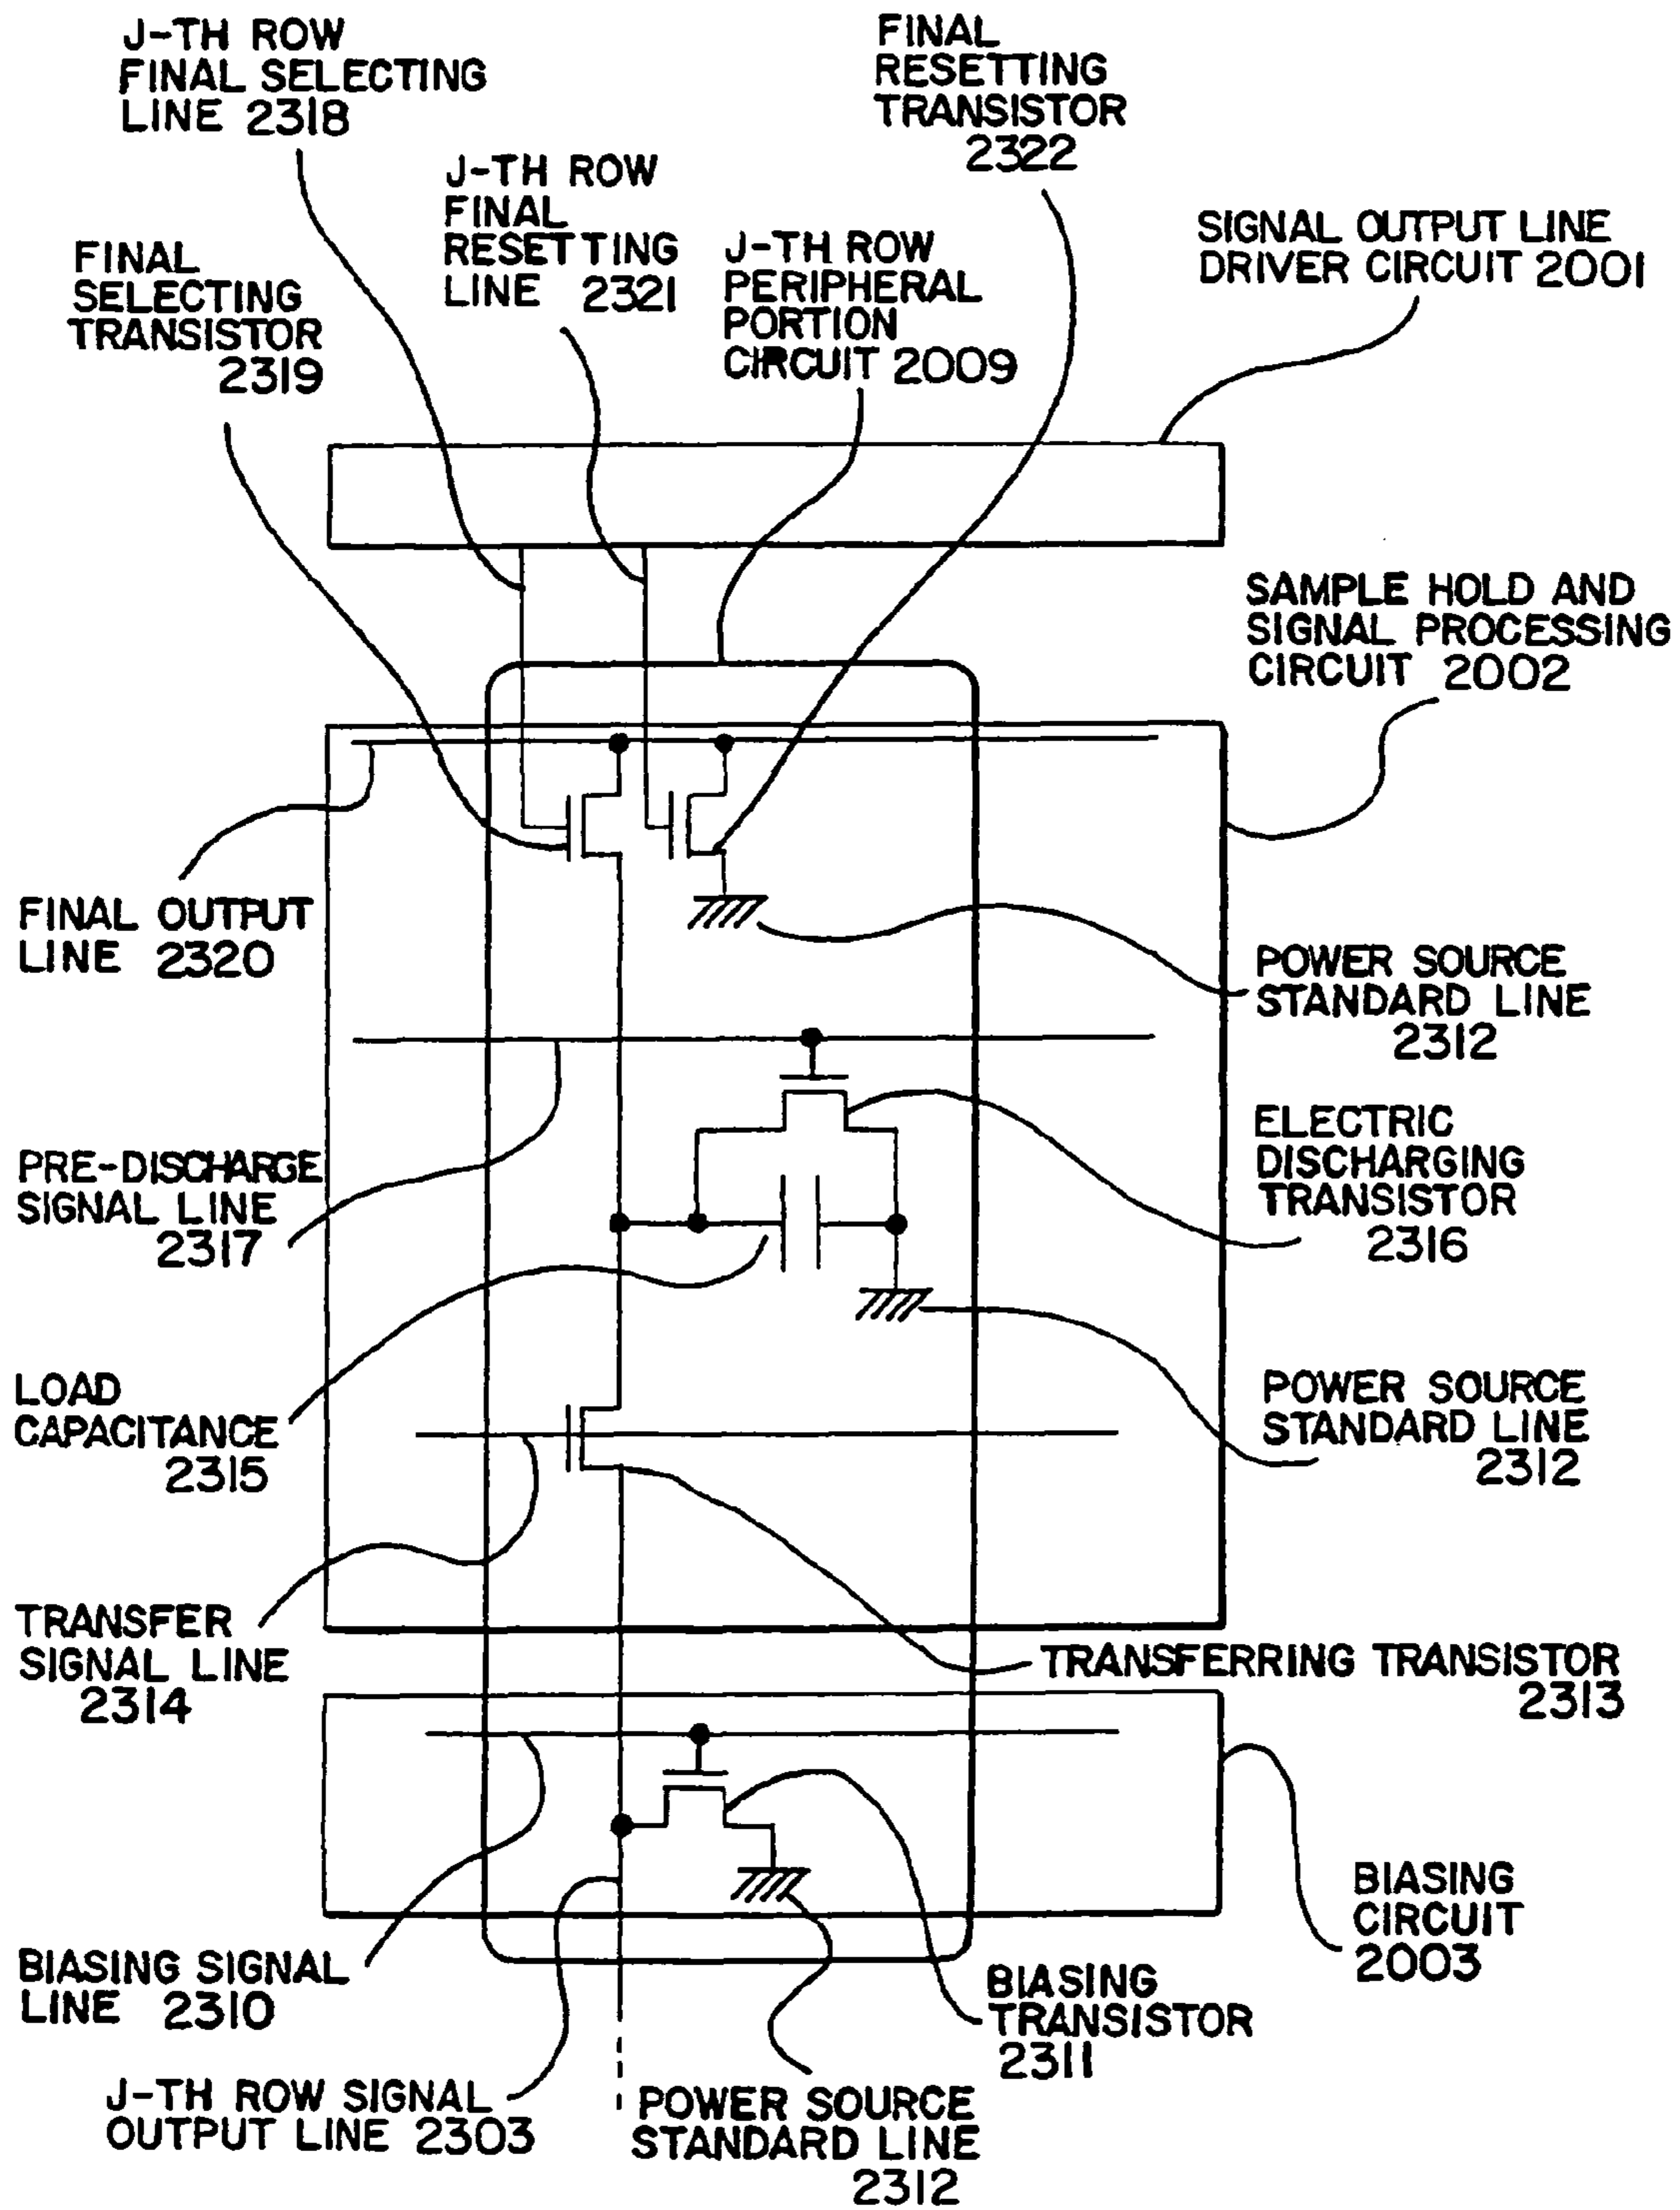 J-TH ROW
FINAL SELECTING
LINE 2318
FINAL
RESETTING
TRANSISTOR
2322
J-TH ROW
FINAL
RESETTING
LINE 2321
FINAL
SELECTING
TRANSISTOR
2319
J-TH ROW
PERIPHERAL
PORTION
CIRCUIT 2009
SIGNAL OUTPUT LINE
DRIVER CIRCUIT 2001
SAMPLE HOLD AND
SIGNAL PROCESSING
CIRCUIT 2002
FINAL OUTPUT
LINE 2320
POWER SOURCE
STANDARD LINE
2312
PRE-DISCHARGE
SIGNAL LINE
2317
ELECTRIC
DISCHARGING
TRANSISTOR
2316
LOAD
CAPACITANCE
2315
POWER SOURCE
STANDARD LINE
2312
TRANSFER
SIGNAL LINE
2314
TRANSFERRING TRANSISTOR
2313
BIASING SIGNAL
LINE 2310
BIASING
CIRCUIT
2003
BIASING
TRANSISTOR
2311
J-TH ROW SIGNAL
OUTPUT LINE 2303
POWER SOURCE
STANDARD LINE
2312